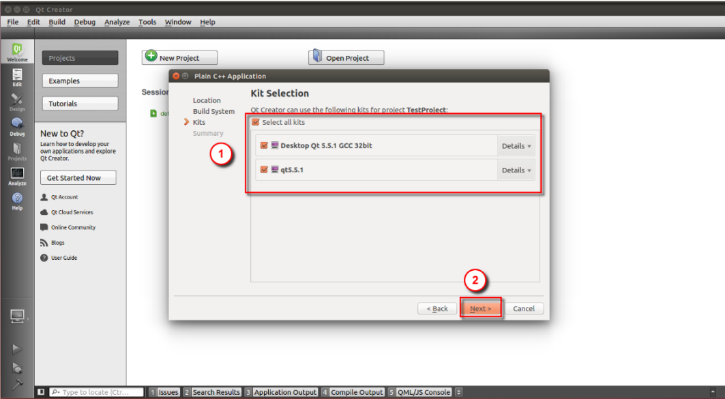 Qt Creator
File Edit Build Debug Analyze Tools Window Help
Welcome
Edit
Design
Debug
Projects
Analyze
Help
Projects
Examples
Tutorials
New to Qt?
Learn how to develop your
own applications and explore
Qt Creator.
Get Started Now
Qt Account
Qt Cloud Services
Online Community
Blogs
User Guide
New Project
Open Project
Session
Plain C++ Application
Location
Build System
Kits
Summary
Kit Selection
Qt Creator can use the following kits for project TestProject:
Select all kits
Desktop Qt 5.5.1 GCC 32bit Details
qt5.5.1 Details
1
2
< Back Next > Cancel
Type to locate (Ctr... 1 Issues 2 Search Results 3 Application Output 4 Compile Output 5 QML/JS Console